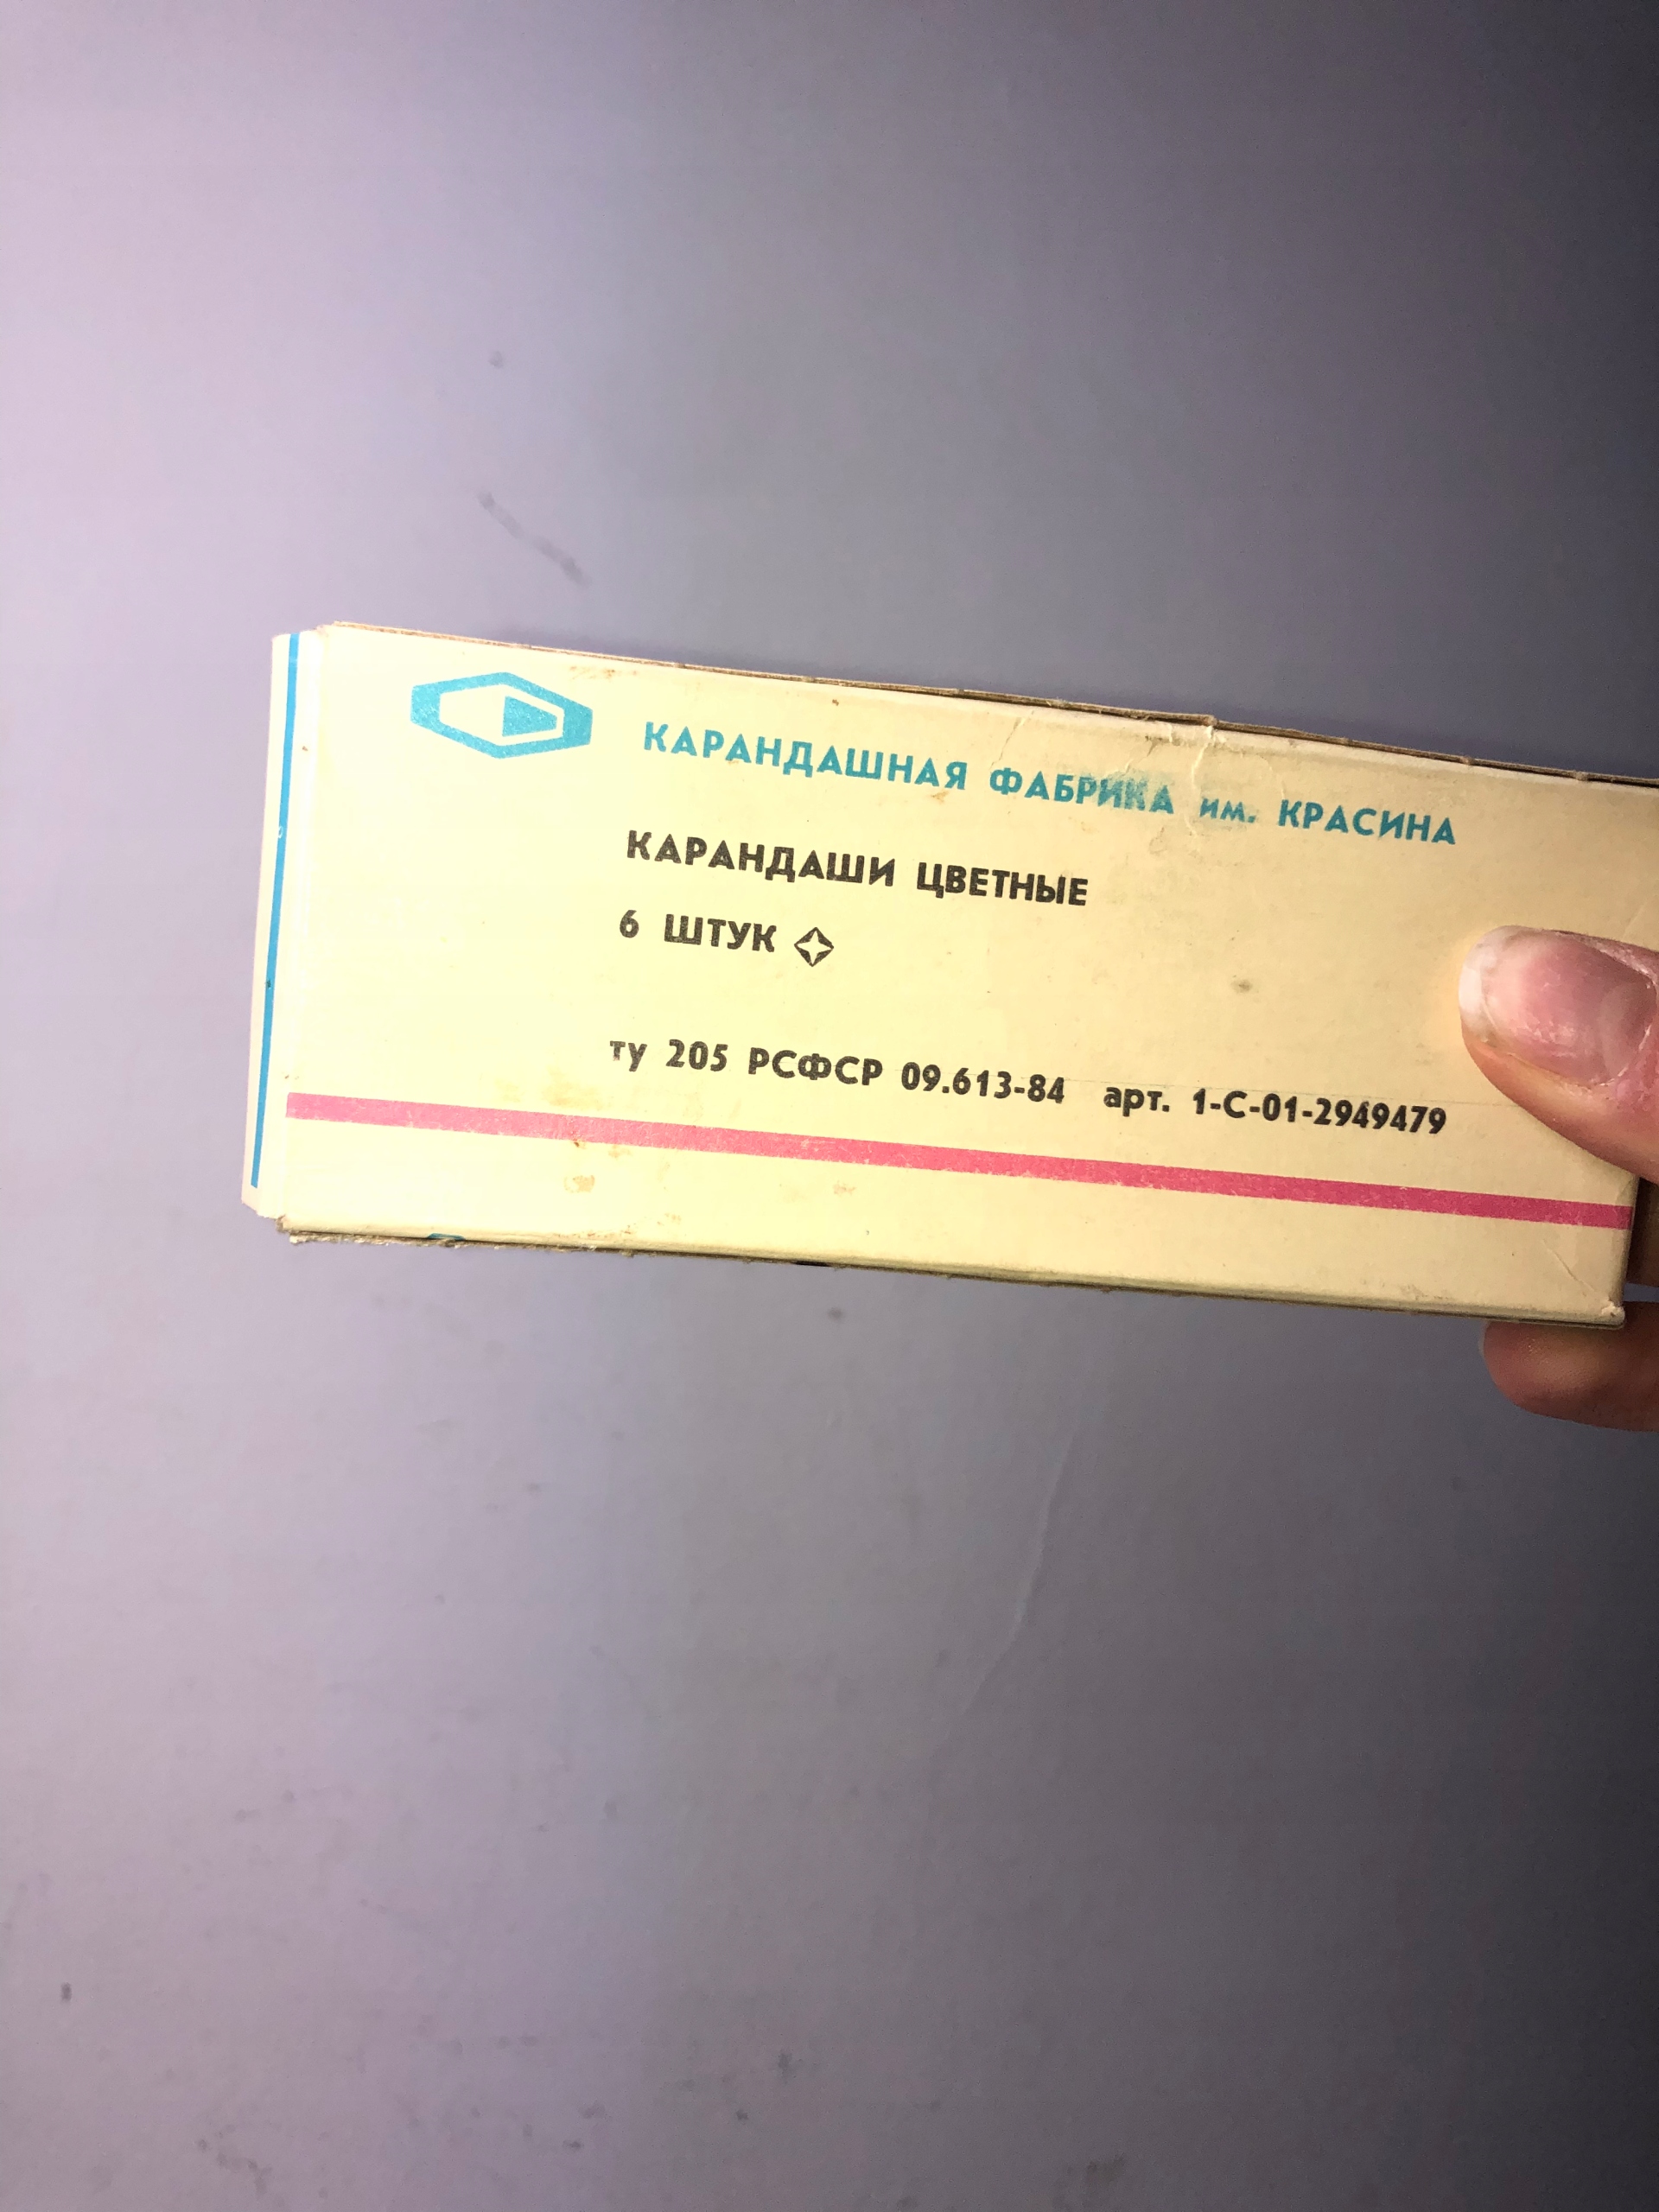 КАРАНДАШНАЯ ФАБРИКА им. КРАСИНА
КАРАНДАШИ ЦВЕТНЫЕ
6 ШТУК
ту 205 РСФСР 09.613-84 арт. 1-С-01-2949479